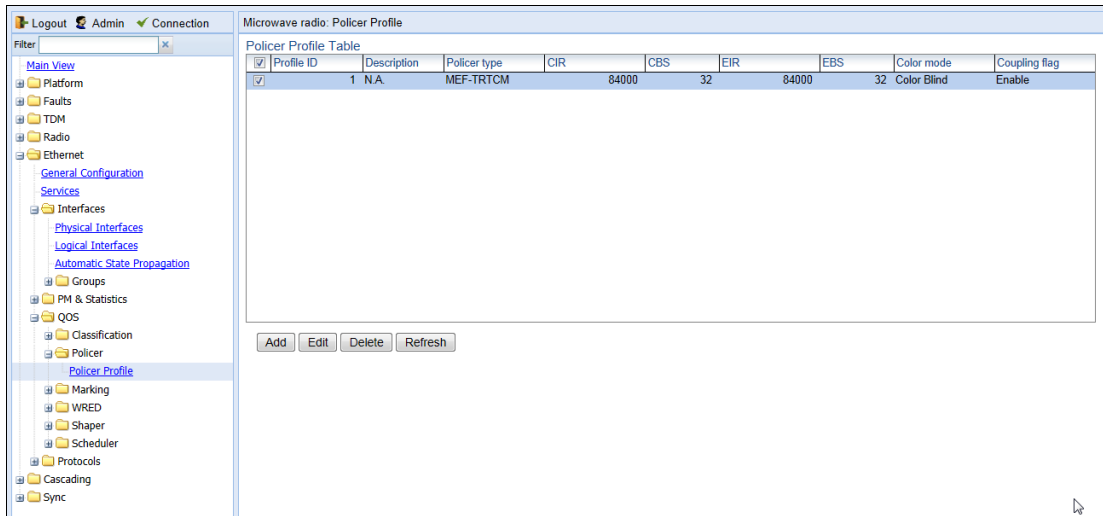 Logout Admin Connection
Microwave radio: Policer Profile
Filter
Main View
Platform
Faults
TDM
Radio
Ethernet
General Configuration
Services
Interfaces
Physical Interfaces
Logical Interfaces
Automatic State Propagation
Groups
PM & Statistics
QOS
Classification
Policer
Policer Profile
Marking
WRED
Shaper
Scheduler
Protocols
Cascading
Sync
Policer Profile Table
Profile ID Description Policer type CIR CBS EIR EBS Color mode Coupling flag
1 N.A. MEF-TRTCM 84000 32 84000 32 Color Blind Enable
Add Edit Delete Refresh